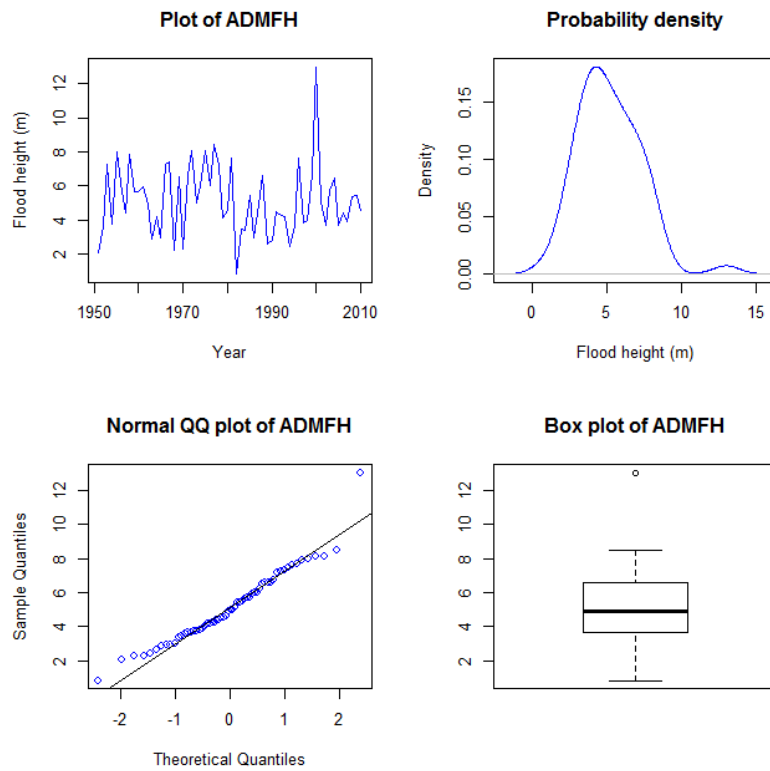 Plot of ADMFH
Flood height (m)
12
10
8
6
4
2
1950 1970 1990 2010
Year
Probability density
Density
0.15
0.10
0.05
0.00
0 5 10 15
Flood height (m)
Normal QQ plot of ADMFH
Sample Quantiles
12
10
8
6
4
2
-2 -1 0 1 2
Theoretical Quantiles
Box plot of ADMFH
12
10
8
6
4
2